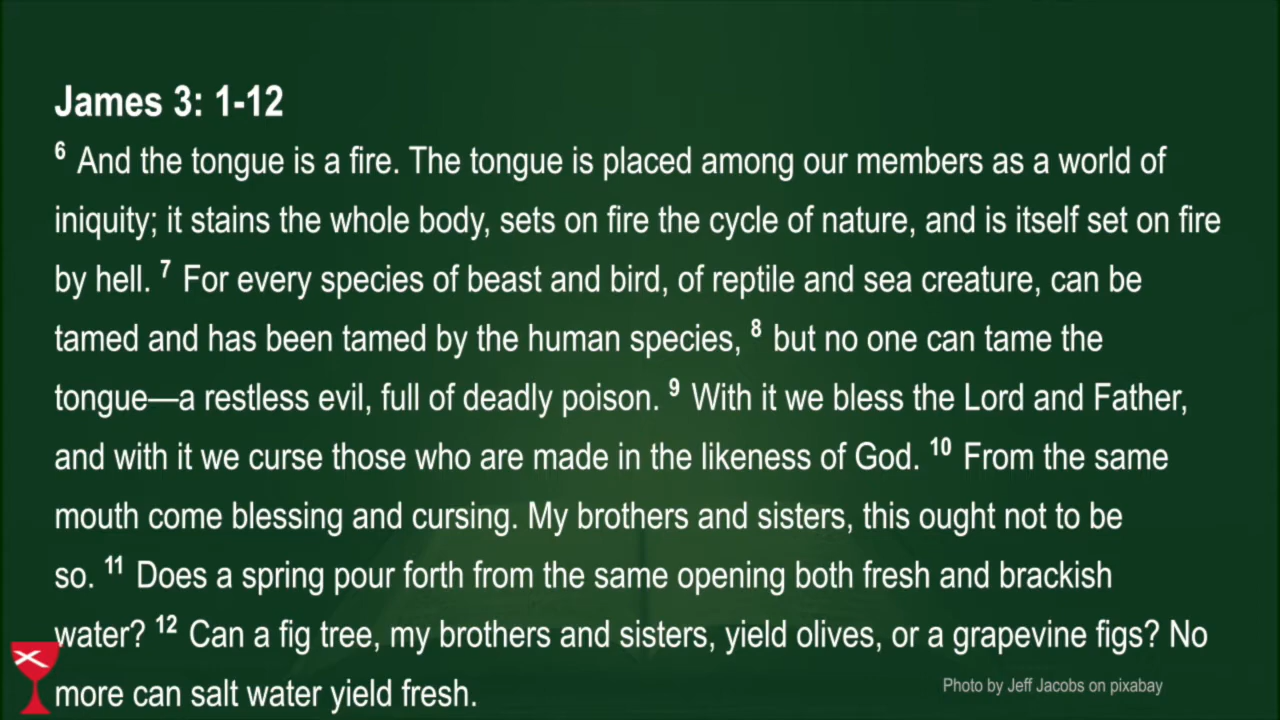 James 3: 1-12
6 And the tongue is a fire. The tongue is placed among our members as a world of
iniquity; it stains the whole body, sets on fire the cycle of nature, and is itself set on fire
by hell. 7 For every species of beast and bird, of reptile and sea creature, can be
tamed and has been tamed by the human species, 8 but no one can tame the
tongue—a restless evil, full of deadly poison. 9 With it we bless the Lord and Father,
and with it we curse those who are made in the likeness of God. 10 From the same
mouth come blessing and cursing. My brothers and sisters, this ought not to be
so. 11 Does a spring pour forth from the same opening both fresh and brackish
water? 12 Can a fig tree, my brothers and sisters, yield olives, or a grapevine figs? No
more can salt water yield fresh.
Photo by Jeff Jacobs on pixabay